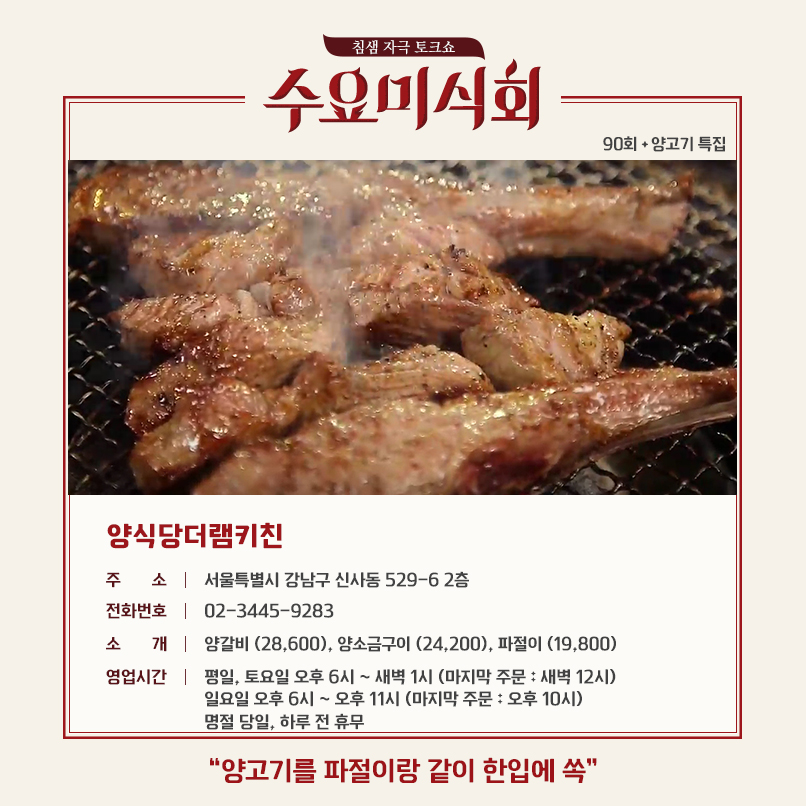 침샘 자극 토크쇼
수요미식회
90회 + 양고기 특집
양식당더램키친
주 소 | 서울특별시 강남구 신사동 529-6 2층
전화번호 | 02-3445-9283
소 개 | 양갈비 (28,600), 양소금구이 (24,200), 파절이 (19,800)
영업시간 | 평일, 토요일 오후 6시 ~ 새벽 1시 (마지막 주문 : 새벽 12시)
일요일 오후 6시 ~ 오후 11시 (마지막 주문 : 오후 10시)
명절 당일, 하루 전 휴무
“양고기를 파절이랑 같이 한입에 쏙”